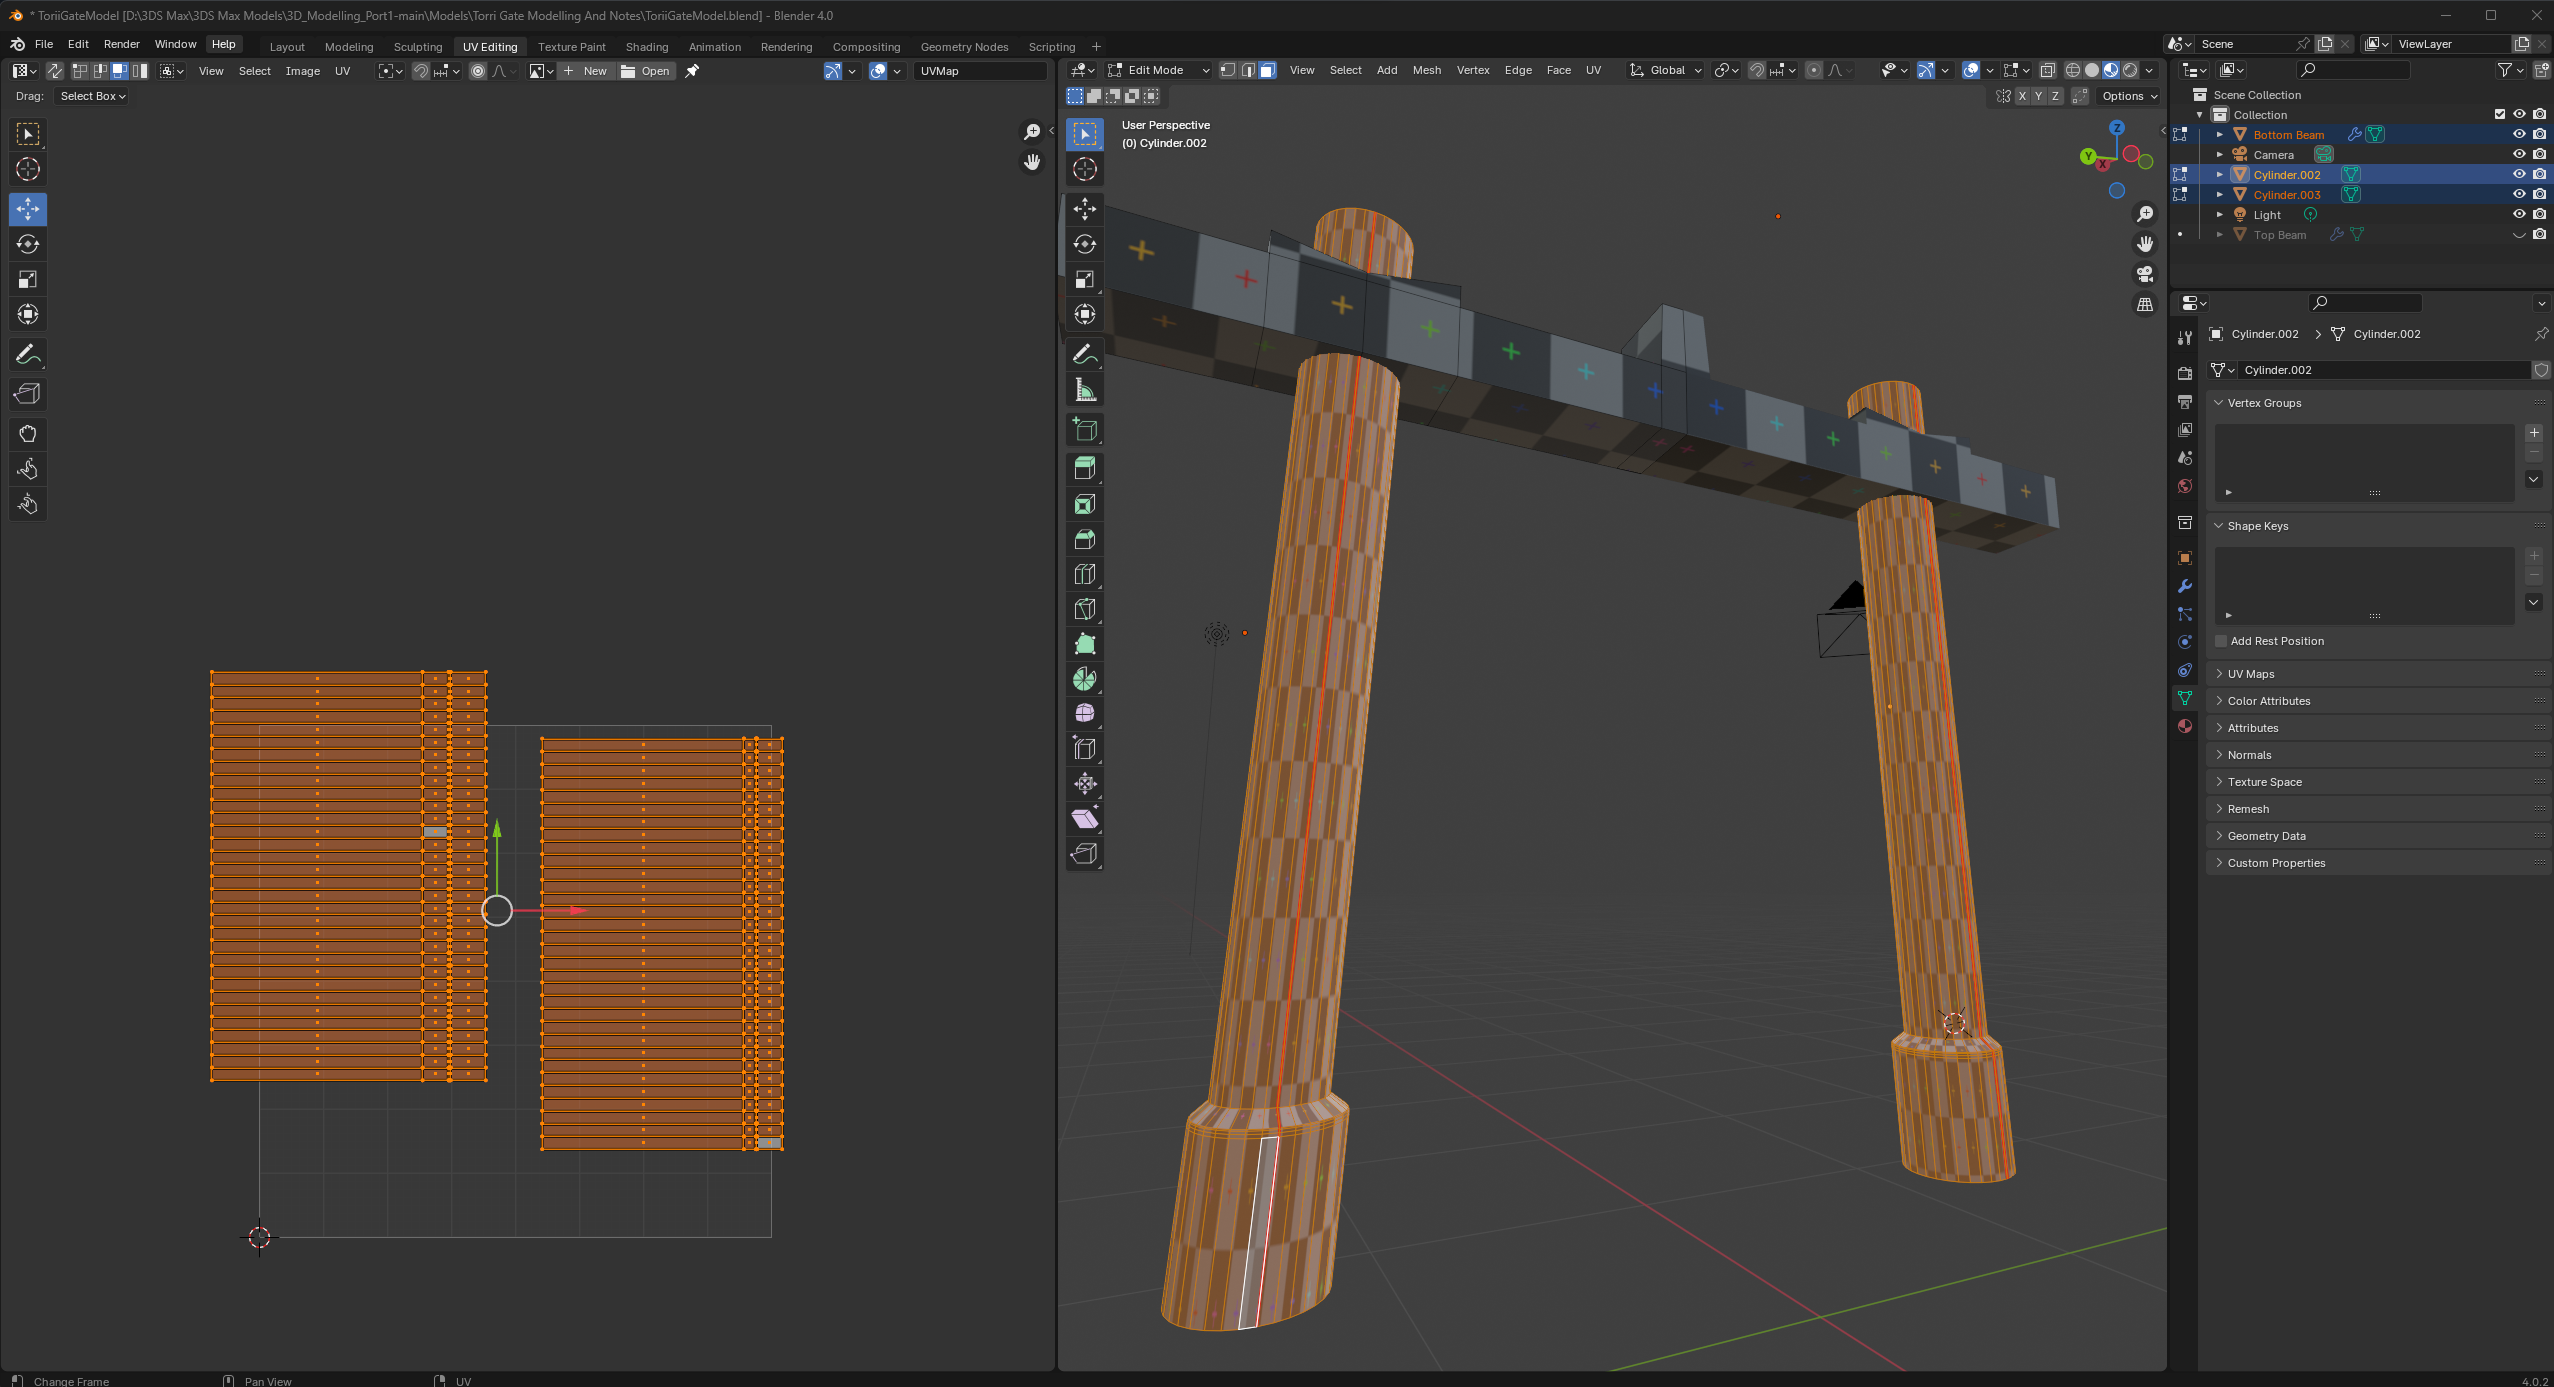 * ToriiGateModel [D:\3DS Max\3DS Max Models\3D_Modelling_Port1-main\Models\Torri Gate Modelling And Notes\ToriiGateModel.blend] - Blender 4.0
File Edit Render Window Help Layout Modeling Sculpting UV Editing Texture Paint Shading Animation Rendering Compositing Geometry Nodes Scripting + Scene ViewLayer
View Select Image UV New Open UVMap
Edit Mode View Select Add Mesh Vertex Edge Face UV Global
Drag: Select Box
X Y Z Options
User Perspective
(0) Cylinder.002
Z
Y
X
Scene Collection
Collection
Bottom Beam
Camera
Cylinder.002
Cylinder.003
Light
Top Beam
Cylinder.002 > Cylinder.002
Cylinder.002
Vertex Groups
Shape Keys
Add Rest Position
UV Maps
Color Attributes
Attributes
Normals
Texture Space
Remesh
Geometry Data
Custom Properties
Change Frame Pan View UV 4.0.2